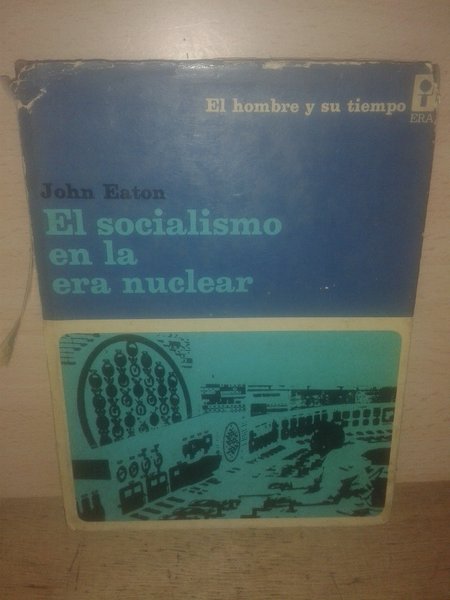 El hombre y su tiempo
ERA
John Eaton
El socialismo
en la
era nuclear